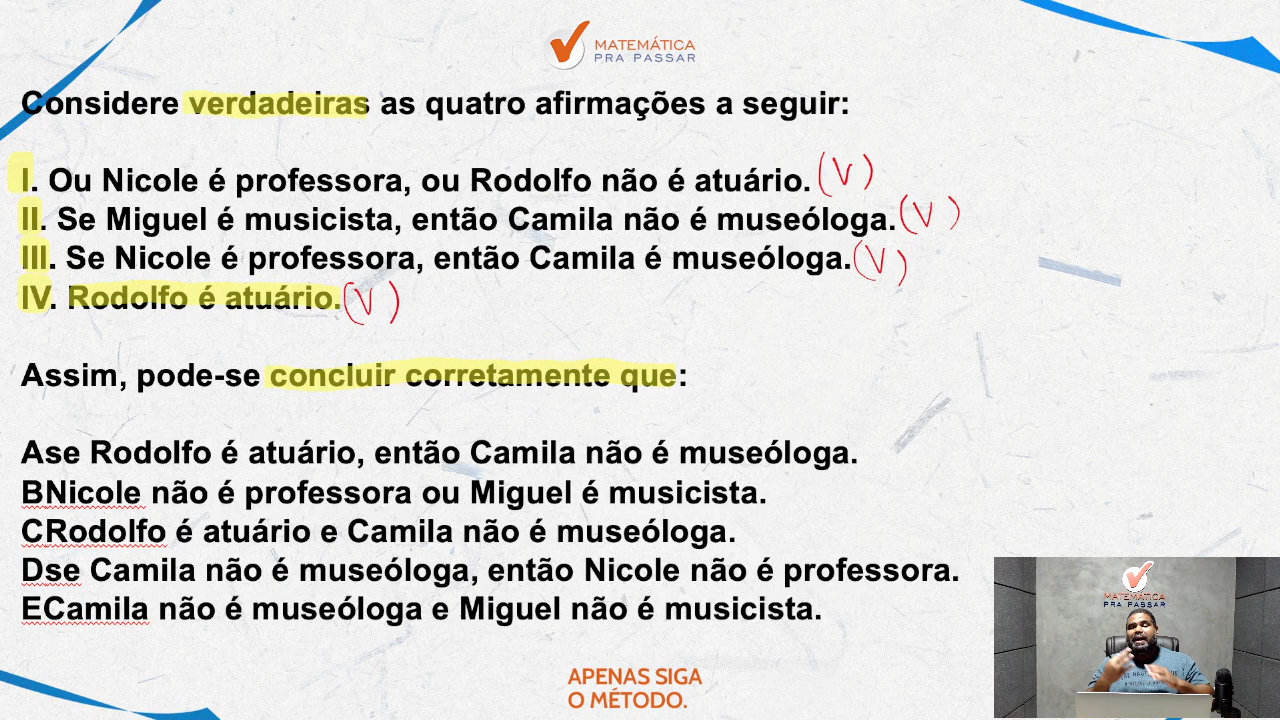 MATEMÁTICA
PRA PASSAR
Considere verdadeiras as quatro afirmações a seguir:
I. Ou Nicole é professora, ou Rodolfo não é atuário. (V)
II. Se Miguel é musicista, então Camila não é museóloga. (V)
III. Se Nicole é professora, então Camila é museóloga. (V)
IV. Rodolfo é atuário. (V)
Assim, pode-se concluir corretamente que:
Ase Rodolfo é atuário, então Camila não é museóloga.
BNicole não é professora ou Miguel é musicista.
CRodolfo é atuário e Camila não é museóloga.
Dse Camila não é museóloga, então Nicole não é professora.
ECamila não é museóloga e Miguel não é musicista.
MATEMÁTICA
PRA PASSAR
APENAS SIGA
O MÉTODO.